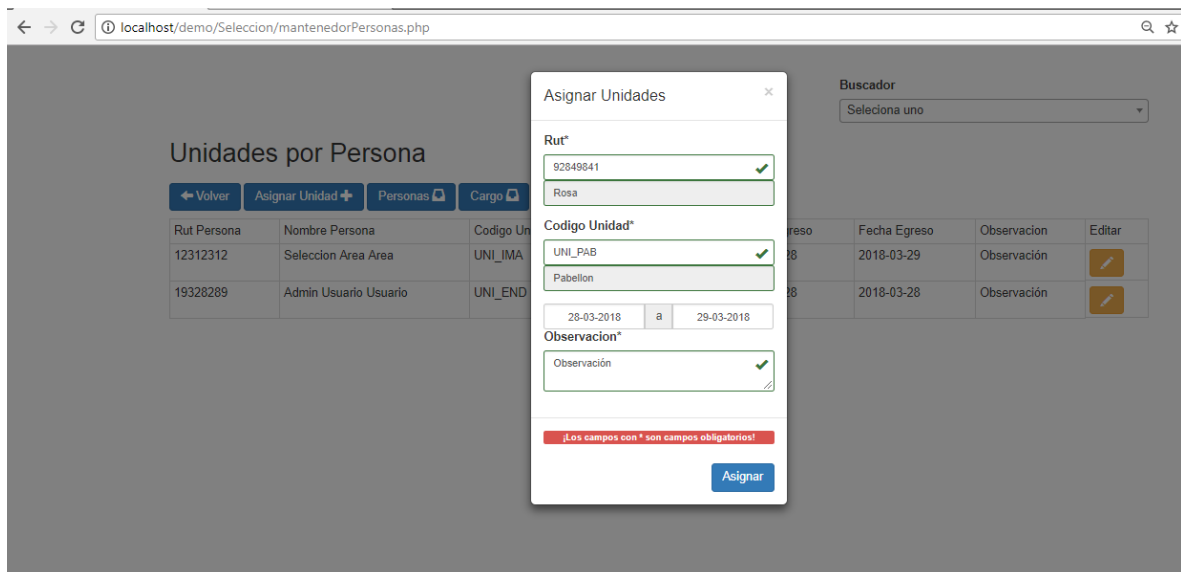 localhost/demo/Seleccion/mantenedorPersonas.php
Buscador
Seleciona uno
Unidades por Persona
Volver Asignar Unidad Personas Cargo
Rut Persona Nombre Persona Codigo Un greso Fecha Egreso Observacion Editar
12312312 Seleccion Area Area UNI_IMA 28 2018-03-29 Observación
19328289 Admin Usuario Usuario UNI_END 28 2018-03-28 Observación
Asignar Unidades ×
Rut*
92849841
Rosa
Codigo Unidad*
UNI_PAB
Pabellon
28-03-2018 a 29-03-2018
Observacion*
Observación
¡Los campos con * son campos obligatorios!
Asignar